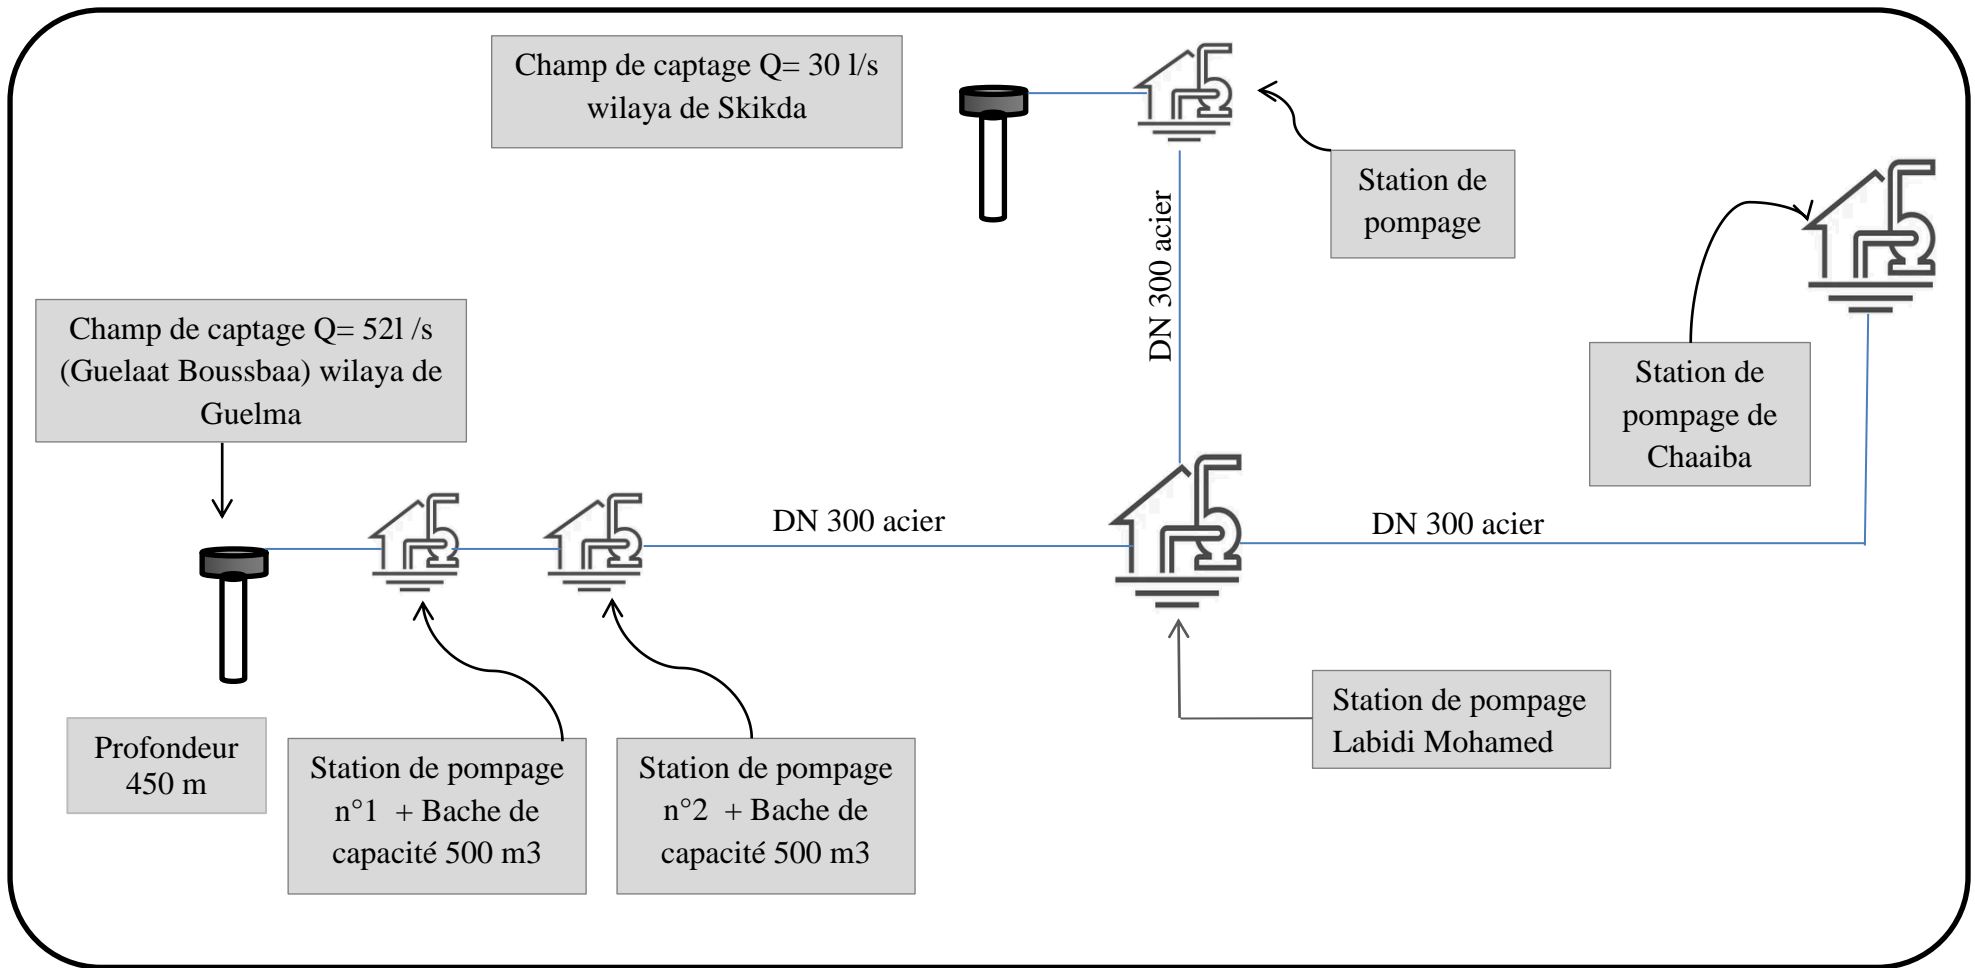 Champ de captage Q= 30 l/s
wilaya de Skikda
Station de
pompage
DN 300 acier
Champ de captage Q= 52l /s
(Guelaat Boussbaa) wilaya de
Guelma
Station de
pompage de
Chaaiba
DN 300 acier
DN 300 acier
Station de pompage
Labidi Mohamed
Profondeur
450 m
Station de pompage
n°1 + Bache de
capacité 500 m3
Station de pompage
n°2 + Bache de
capacité 500 m3